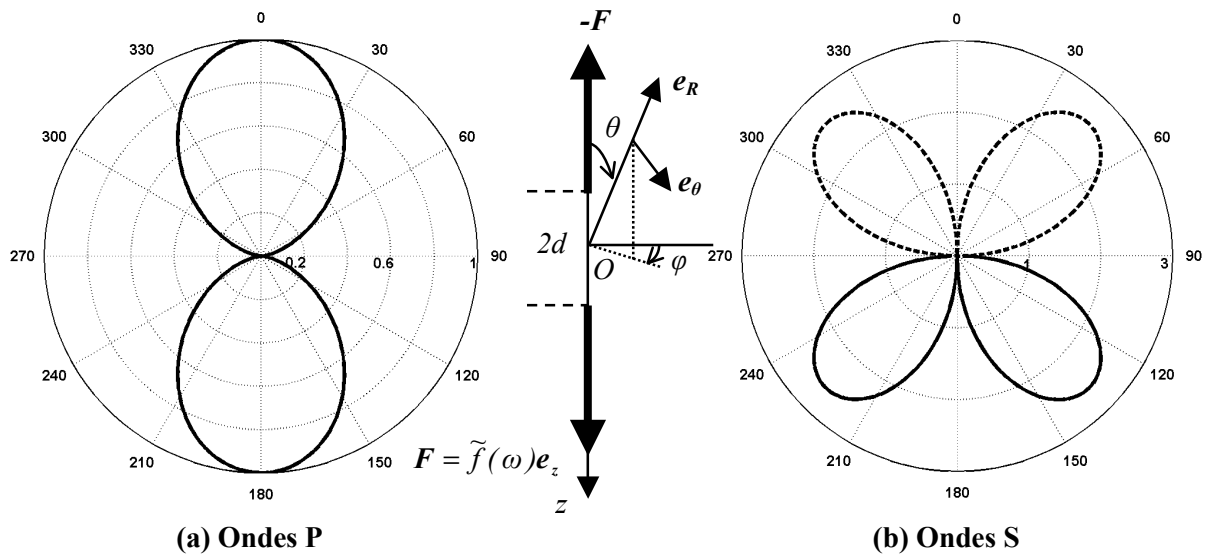 0
330
30
300
60
270
0.2
0.6
1
90
240
120
210
150
180
(a) Ondes P
-F
e_R
θ
e_θ
2d
O
φ
F = f̃(ω)e_z
z
0
330
30
300
60
270
1
3
90
240
120
210
150
180
(b) Ondes S